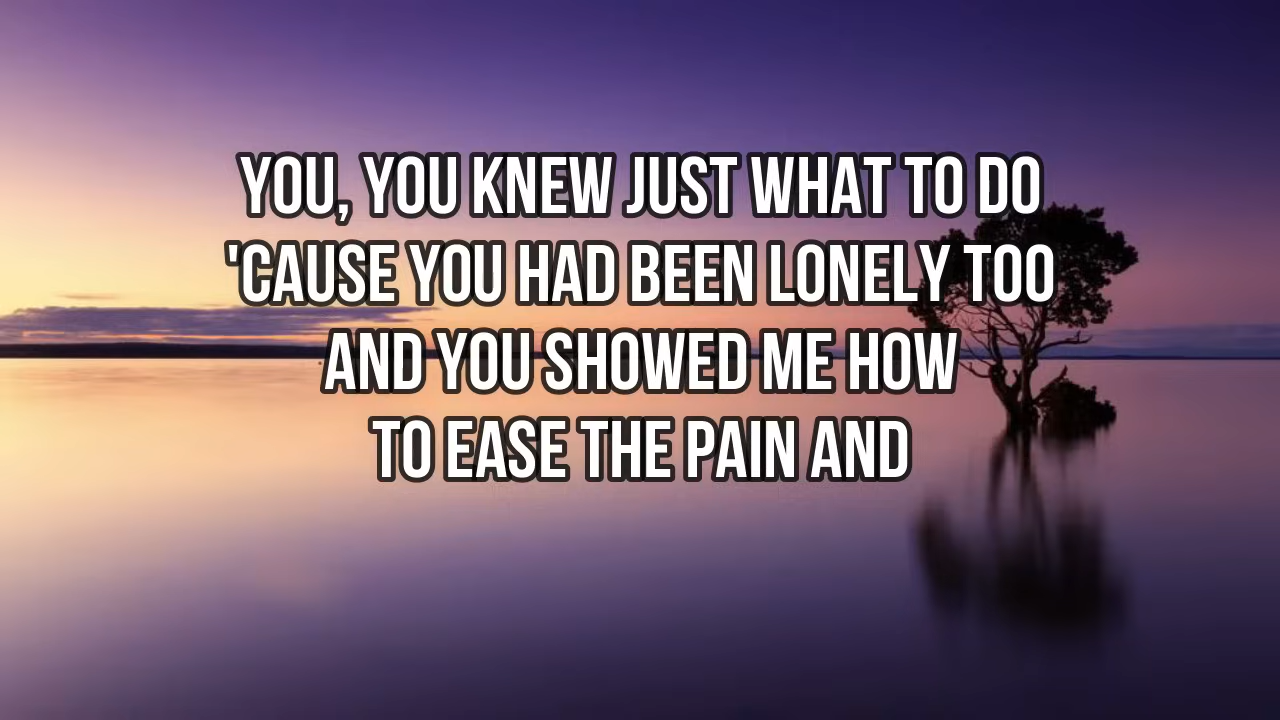 YOU, YOU KNEW JUST WHAT TO DO
'CAUSE YOU HAD BEEN LONELY TOO
AND YOU SHOWED ME HOW
TO EASE THE PAIN AND